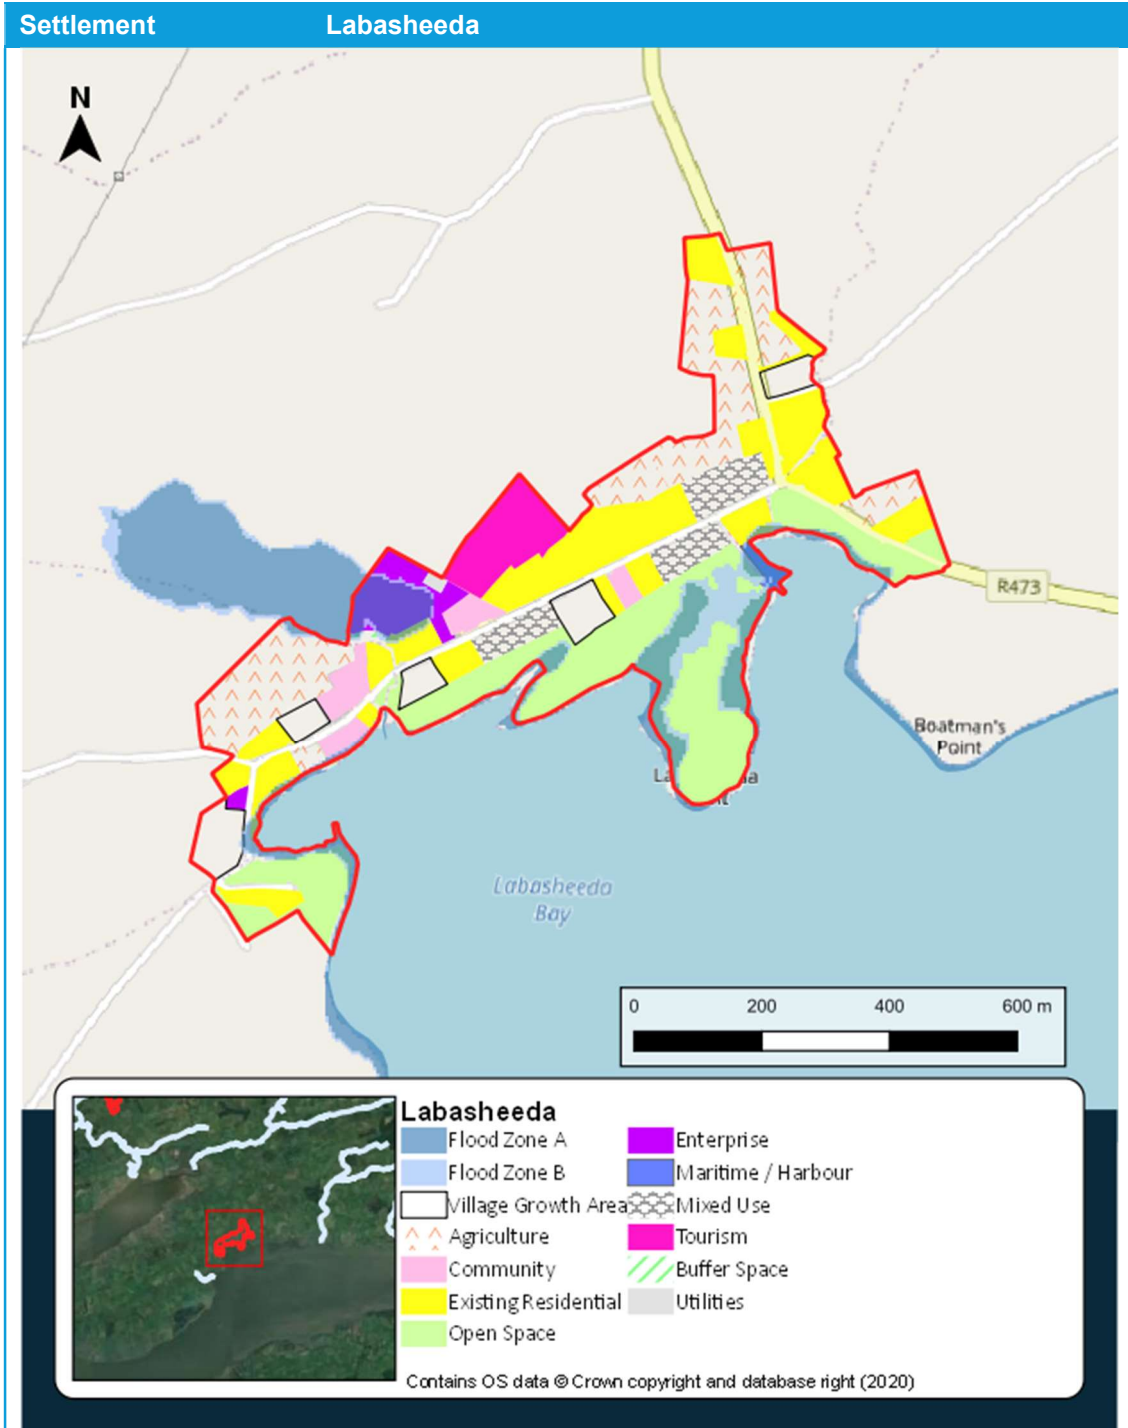 Settlement Labasheeda
N
R473
Boatman's
Point
La
Labasheeda
Bay
0 200 400 600 m
Labasheeda
Flood Zone A Enterprise
Flood Zone B Maritime / Harbour
Village Growth Area Mixed Use
Agriculture Tourism
Community Buffer Space
Existing Residential Utilities
Open Space
Contains OS data © Crown copyright and database right (2020)